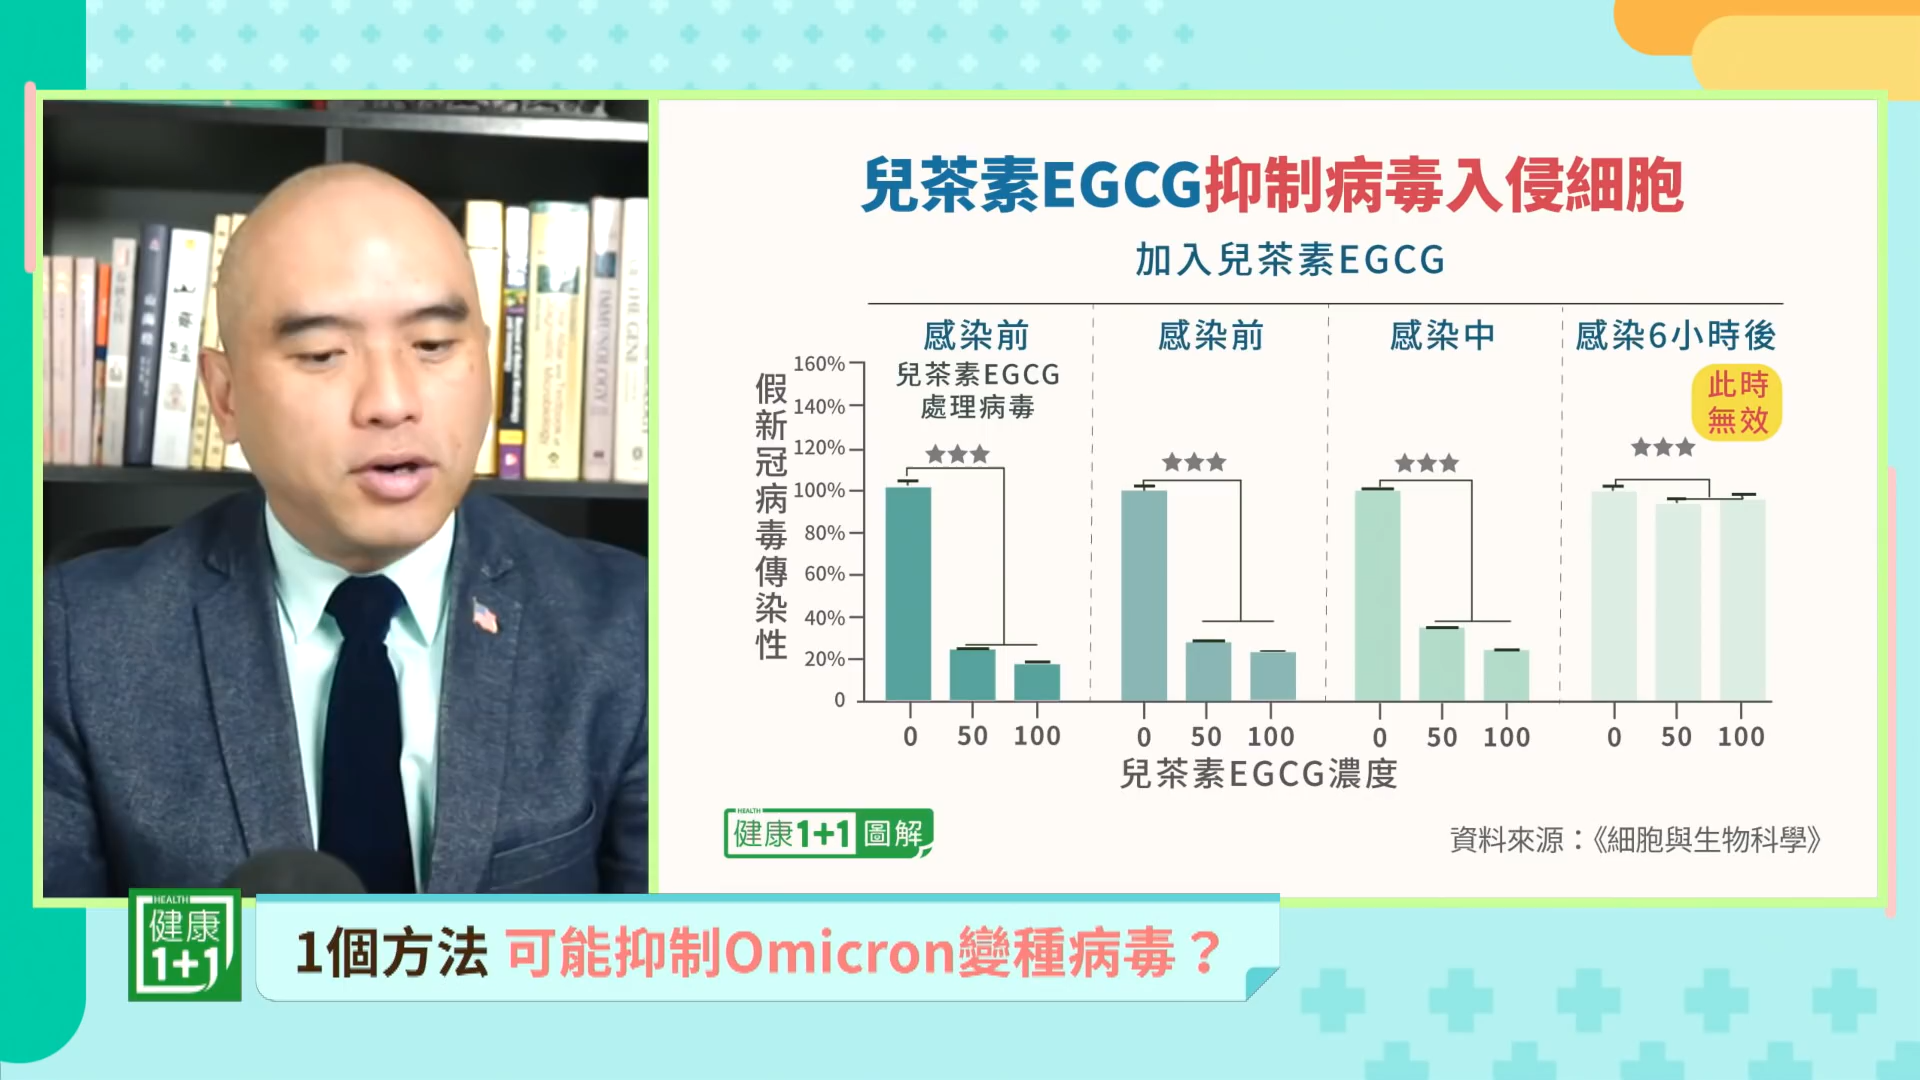 兒茶素EGCG抑制病毒入侵細胞
加入兒茶素EGCG
感染前
感染前
感染中
感染6小時後
兒茶素EGCG
處理病毒
此時
無效
假新冠病毒傳染性
160%
140%
120%
100%
80%
60%
40%
20%
0
0 50 100
0 50 100
0 50 100
0 50 100
兒茶素EGCG濃度
HEALTH
健康1+1圖解
資料來源：《細胞與生物科學》
HEALTH
健康
1+1
1個方法 可能抑制Omicron變種病毒？
IMMUNOLOGY
THE GENE